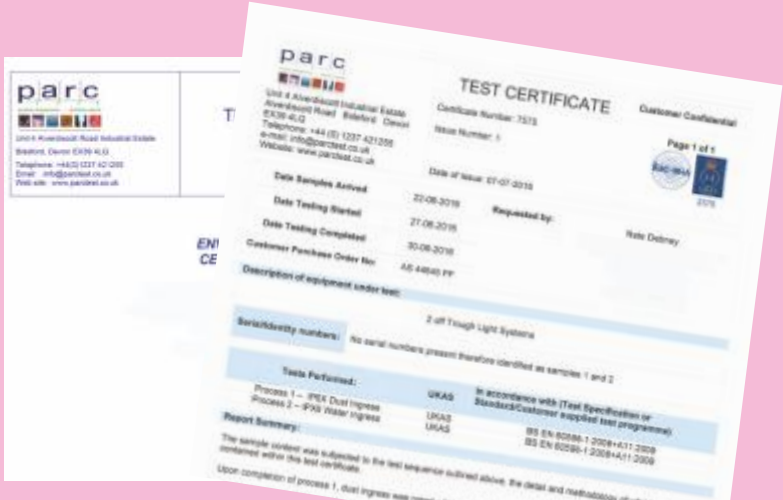 parc
Unit 4 Alverdiscott Road Industrial Estate
Bideford, Devon EX39 4LQ
Telephone: +44(0) 1237 421255
Email: info@parctest.co.uk
Web site: www.parctest.co.uk
T
EN
CE
parc
Unit 4 Alverdiscott Industrial Estate
Alverdiscott Road Bideford Devon
EX39 4LQ
Telephone: +44 (0) 1237 421255
e-mail: info@parctest.co.uk
Website: www.parctest.co.uk
TEST CERTIFICATE
Customer Confidential
Certificate Number: 7575
Issue Number: 1
Page 1 of 1
Date of Issue: 07-07-2016
Date Samples Arrived 22-06-2016 Requested by:
Date Testing Started 27-06-2016
Date Testing Completed 30-06-2016
Customer Purchase Order No:
Description of equipment under test:
2 off Trough Light Systems
Serial/Identity numbers: No serial numbers present therefore identified as samples 1 and 2
Tests Performed: UKAS In accordance with (Test Specification or
Standard/Customer supplied test programme)
Process 1 – Dust Ingress UKAS BS EN 60598-1:2008+A11:2009
Process 2 – Water Ingress UKAS BS EN 60598-1:2008+A11:2009
Report Summary:
The sample content was subjected to the test sequence outlined above, the detail and methodology of
contained within this test certificate.
Upon completion of process 1, dust ingress was